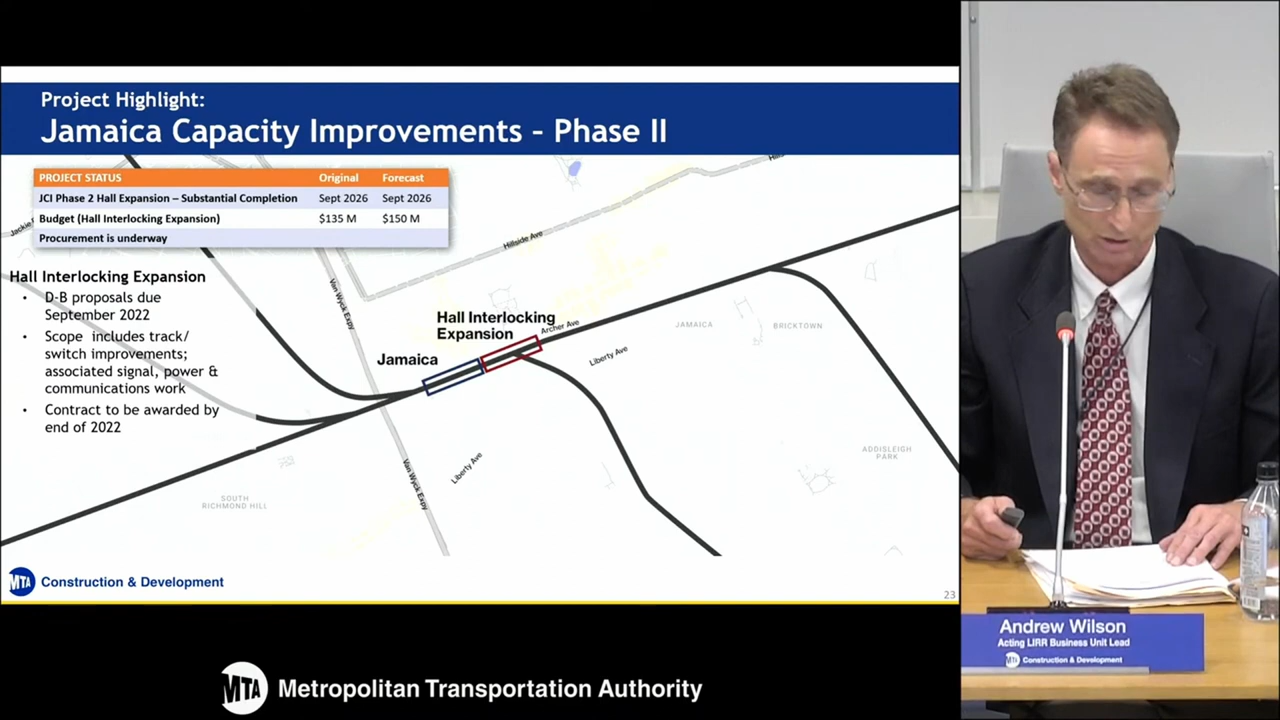 Project Highlight:
Jamaica Capacity Improvements - Phase II
PROJECT STATUS Original Forecast
JCI Phase 2 Hall Expansion – Substantial Completion Sept 2026 Sept 2026
Budget (Hall Interlocking Expansion) $135 M $150 M
Procurement is underway
Hall Interlocking Expansion
• D-B proposals due
September 2022
• Scope includes track/
switch improvements;
associated signal, power &
communications work
• Contract to be awarded by
end of 2022
Hillside Ave
Van Wyck Expy
Hall Interlocking
Expansion
Archer Ave
Jamaica
Liberty Ave
JAMAICA
BRICKTOWN
Liberty Ave
Van Wyck Expy
ADDISLEIGH
PARK
SOUTH
RICHMOND HILL
MTA Construction & Development
23
Andrew Wilson
Acting LIRR Business Unit Lead
MTA Construction & Development
MTA Metropolitan Transportation Authority